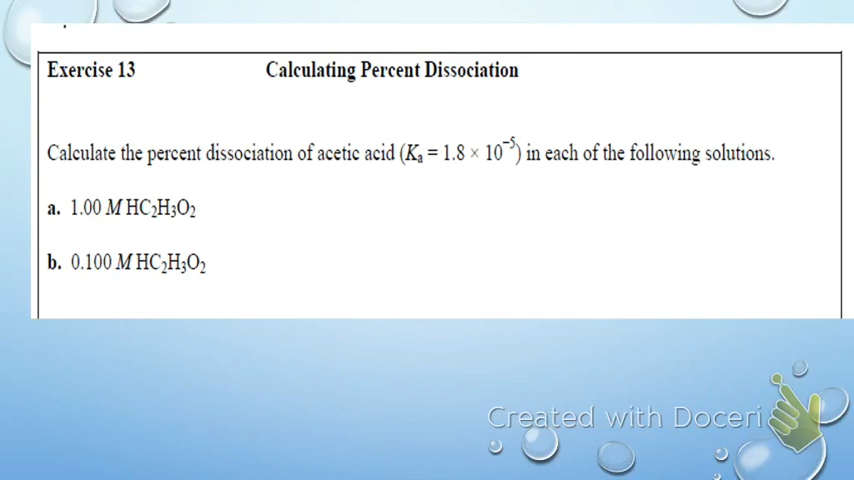 Exercise 13 Calculating Percent Dissociation
Calculate the percent dissociation of acetic acid (Kₐ = 1.8 × 10⁻⁵) in each of the following solutions.
a. 1.00 M HC₂H₃O₂
b. 0.100 M HC₂H₃O₂
Created with Doceri